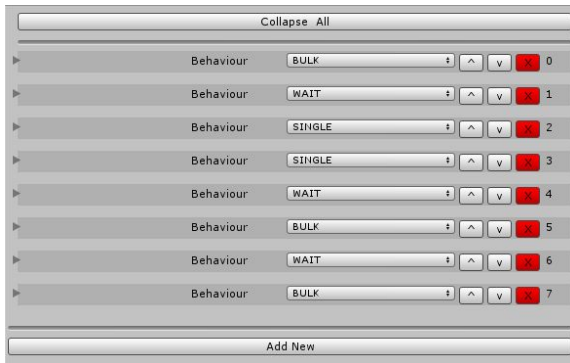 Collapse All
Behaviour BULK ^ v X 0
Behaviour WAIT ^ v X 1
Behaviour SINGLE ^ v X 2
Behaviour SINGLE ^ v X 3
Behaviour WAIT ^ v X 4
Behaviour BULK ^ v X 5
Behaviour WAIT ^ v X 6
Behaviour BULK ^ v X 7
Add New